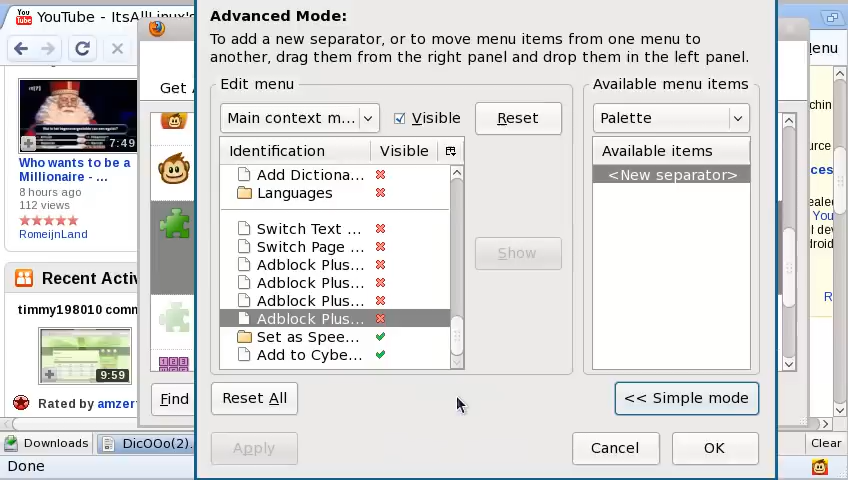 YouTube - ItsAllLinux's
Advanced Mode:
To add a new separator, or to move menu items from one menu to
another, drag them from the right panel and drop them in the left panel.
Edit menu
Available menu items
Main context m...
Visible
Reset
Palette
Identification
Visible
Available items
Add Dictiona...
Languages
<New separator>
Switch Text ...
Switch Page ...
Adblock Plus...
Adblock Plus...
Adblock Plus...
Adblock Plus...
Set as Spee...
Add to Cybe...
Show
Reset All
<< Simple mode
Apply
Cancel
OK
Get
Find
7:49
Who wants to be a
Millionaire - ...
8 hours ago
112 views
RomeijnLand
Recent Activ
timmy198010 comm
9:59
Rated by amzer
Downloads
DicOOo(2)...
Clear
Done